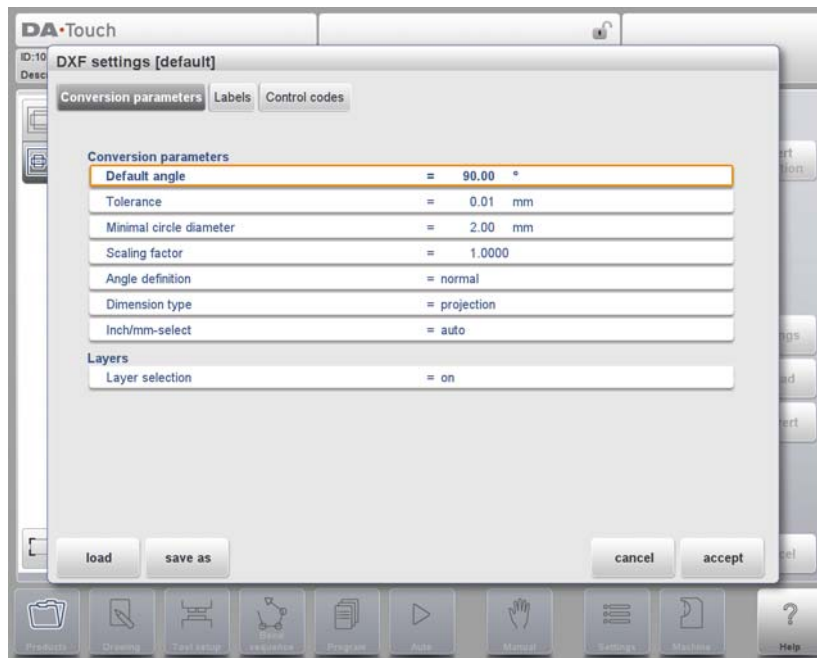 DA·Touch
ID:10
Desc
DXF settings [default]
Conversion parameters Labels Control codes
Conversion parameters
Default angle = 90.00 °
Tolerance = 0.01 mm
Minimal circle diameter = 2.00 mm
Scaling factor = 1.0000
Angle definition = normal
Dimension type = projection
Inch/mm-select = auto
Layers
Layer selection = on
load save as cancel accept
Products Drawing Tool setup Bend sequence Program Auto Manual Settings Machine Help